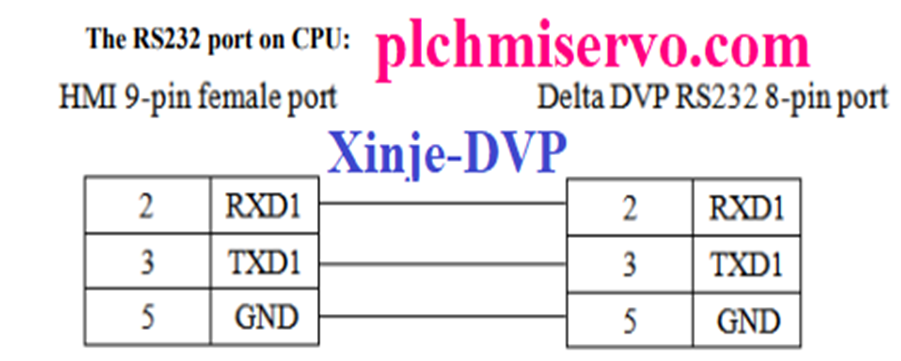 The RS232 port on CPU: plchmiservo.com
HMI 9-pin female port Delta DVP RS232 8-pin port
Xinje-DVP
2 RXD1 2 RXD1
3 TXD1 3 TXD1
5 GND 5 GND